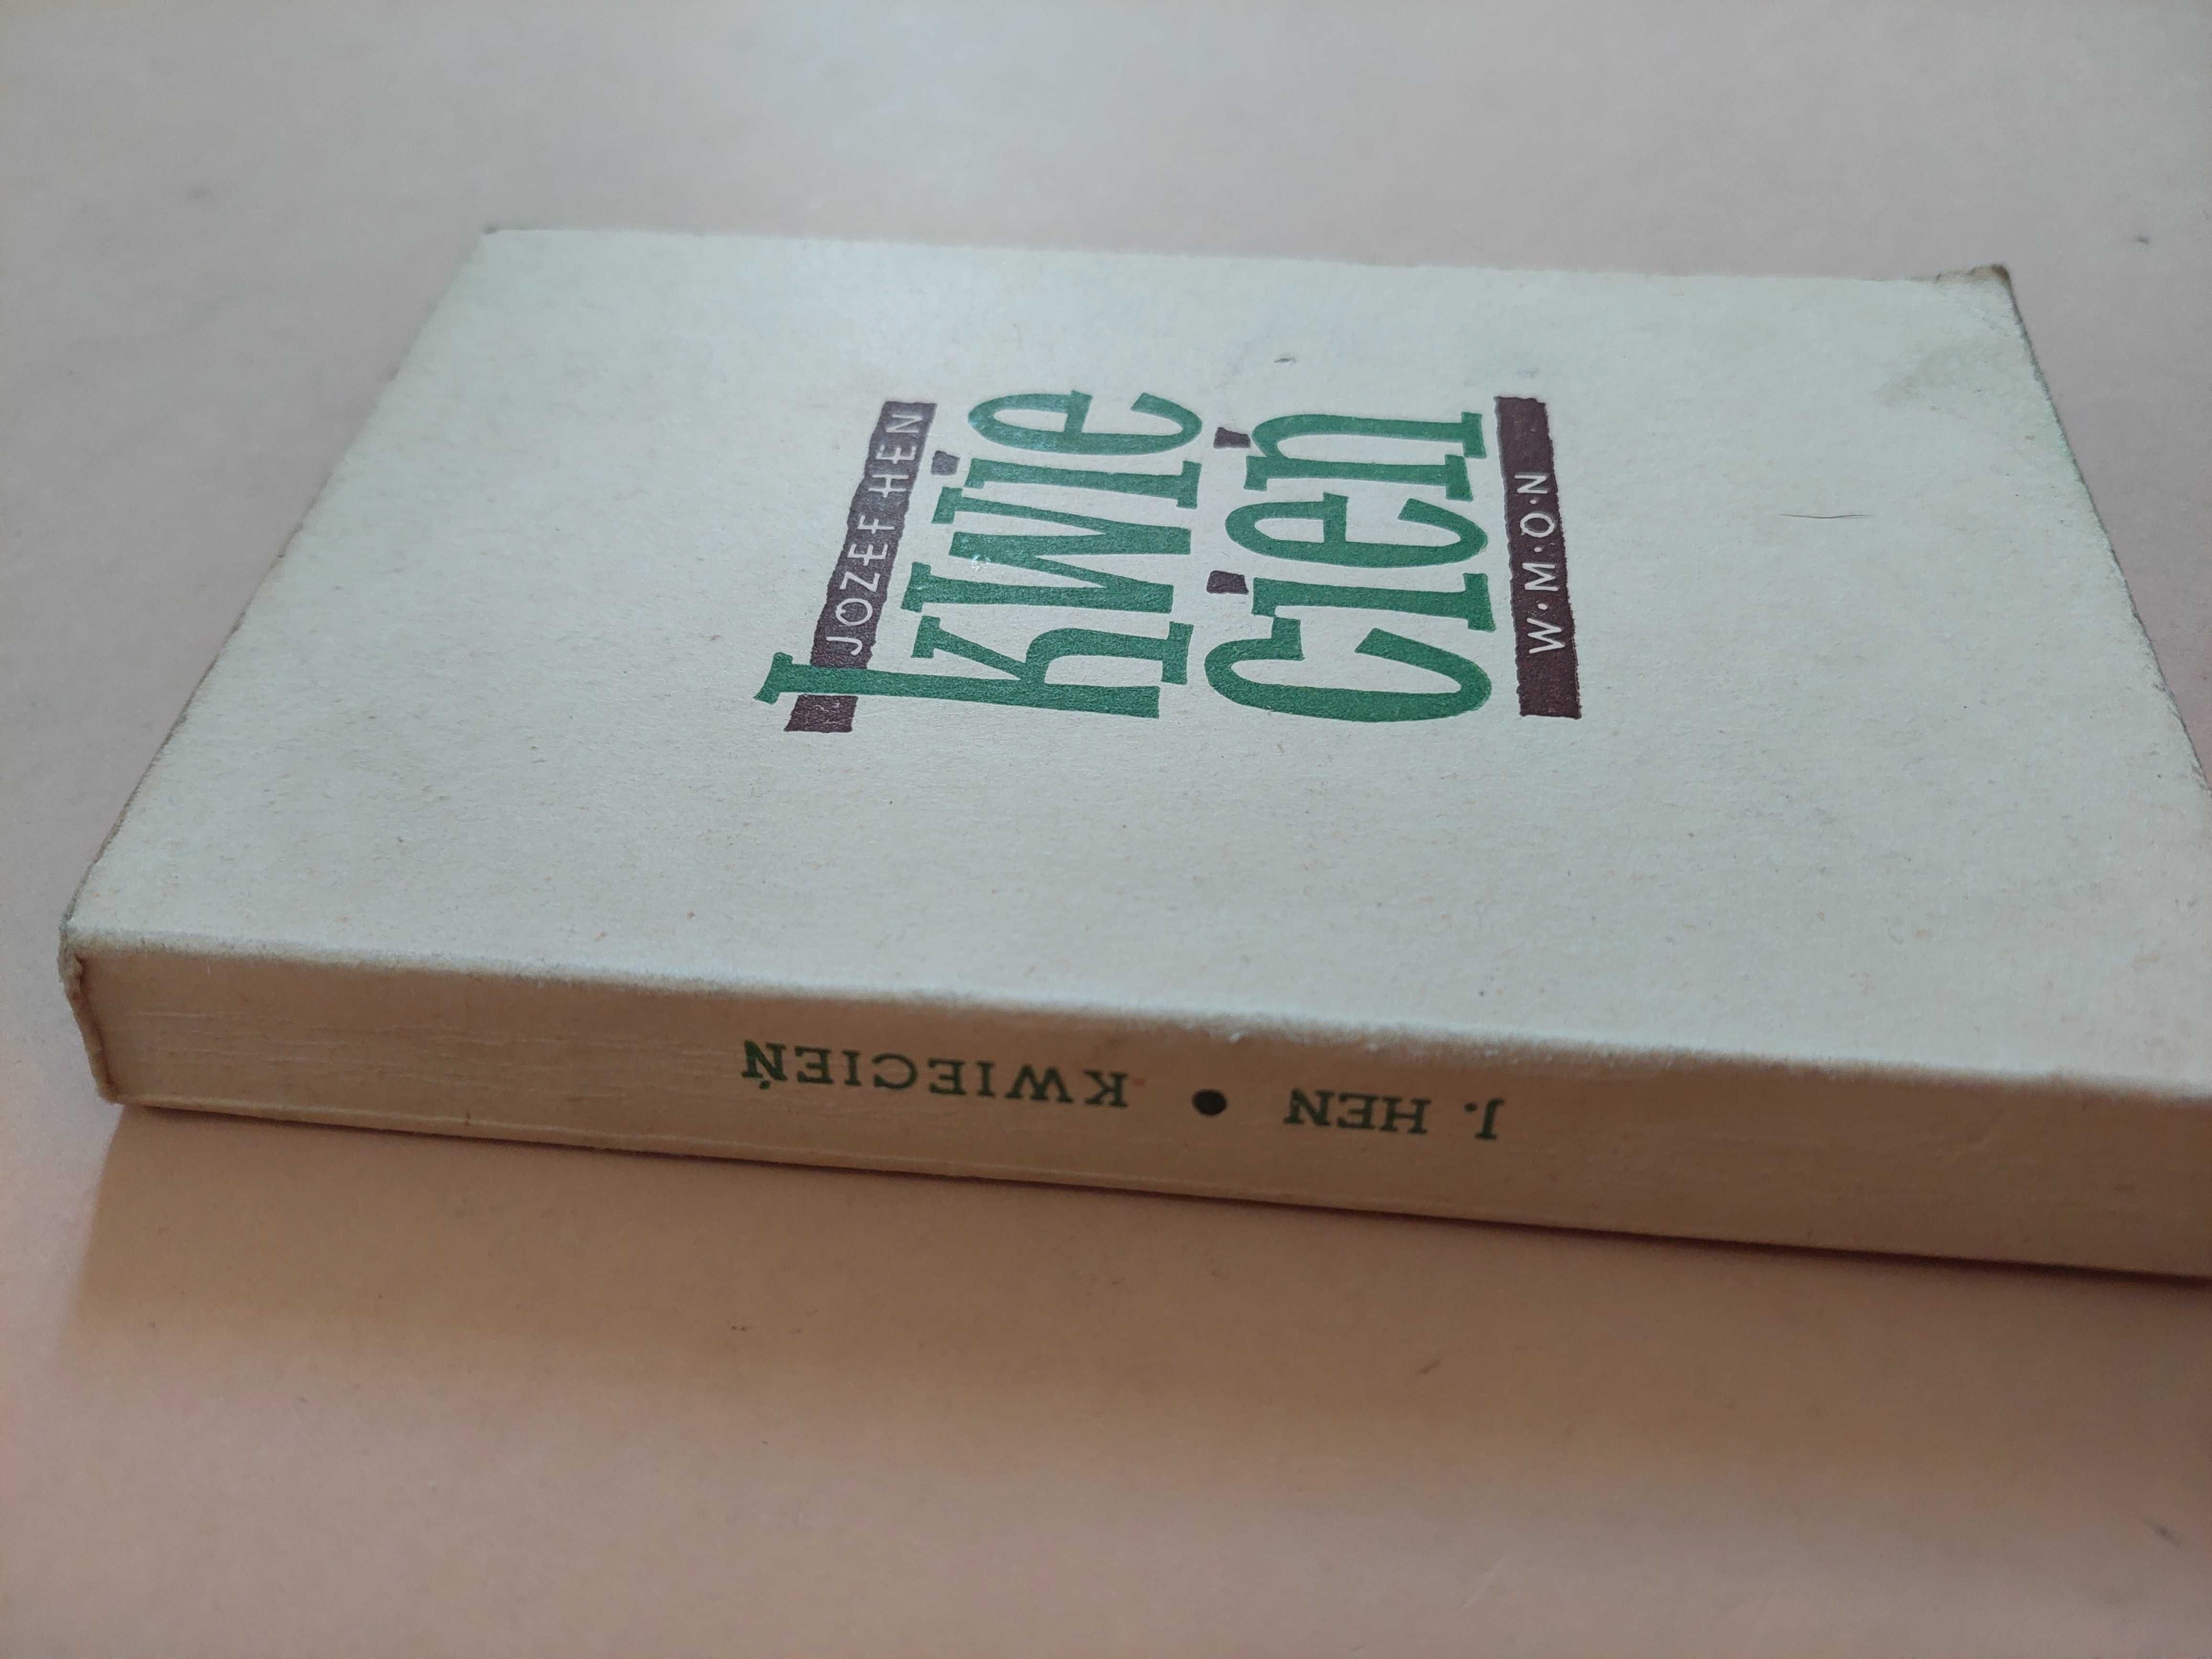 JÓZEF HEN
kwie
cień
W·M·O·N
J. HEN • KWIECIEŃ